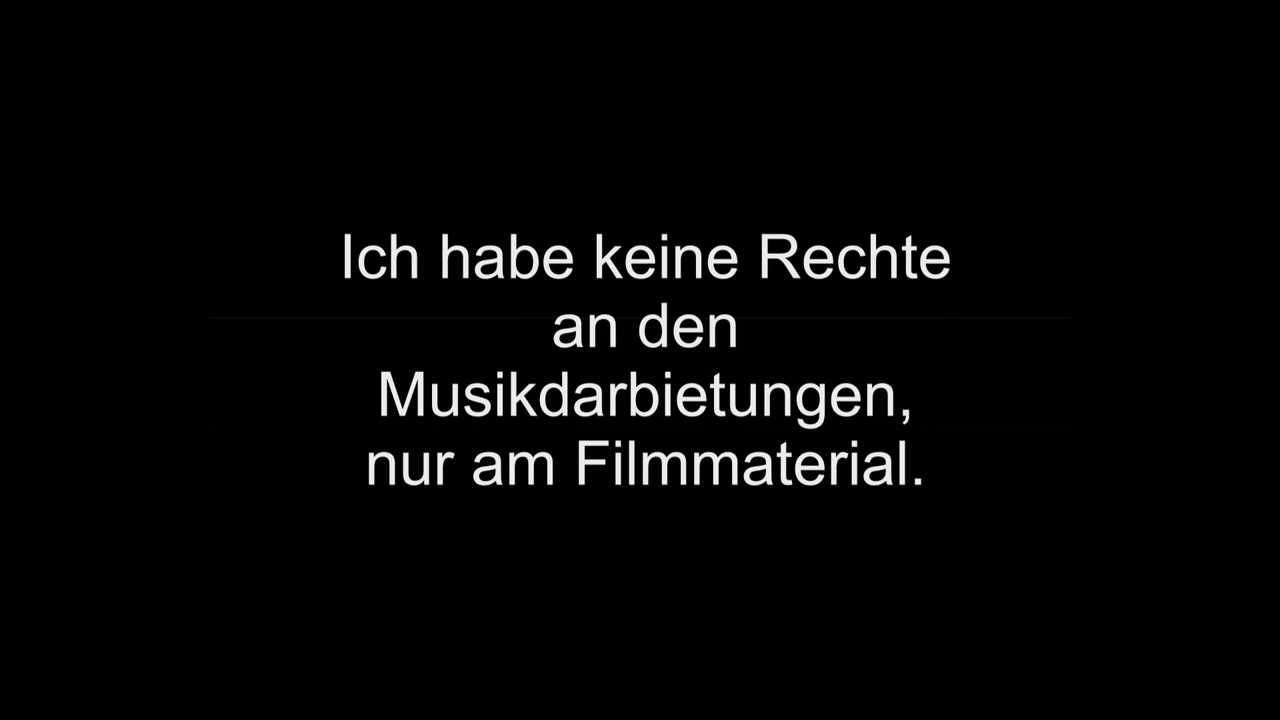 Ich habe keine Rechte
an den
Musikdarbietungen,
nur am Filmmaterial.